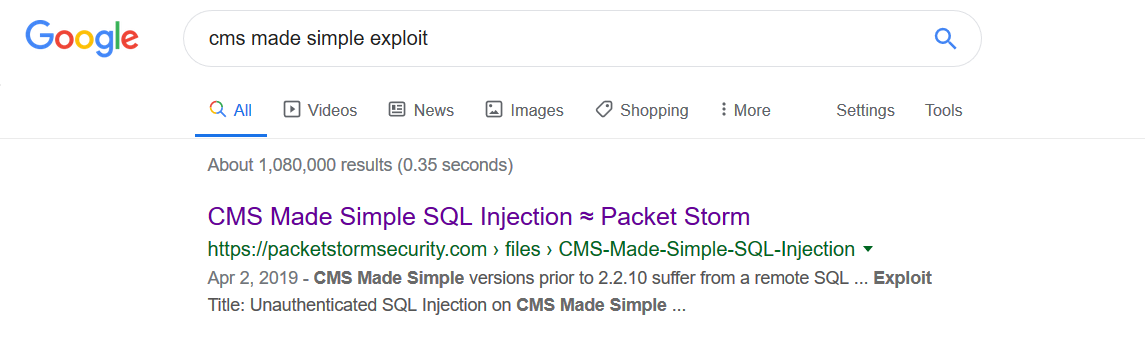 Google cms made simple exploit
All Videos News Images Shopping More Settings Tools
About 1,080,000 results (0.35 seconds)
CMS Made Simple SQL Injection ≈ Packet Storm
https://packetstormsecurity.com › files › CMS-Made-Simple-SQL-Injection
Apr 2, 2019 - CMS Made Simple versions prior to 2.2.10 suffer from a remote SQL ... Exploit
Title: Unauthenticated SQL Injection on CMS Made Simple ...